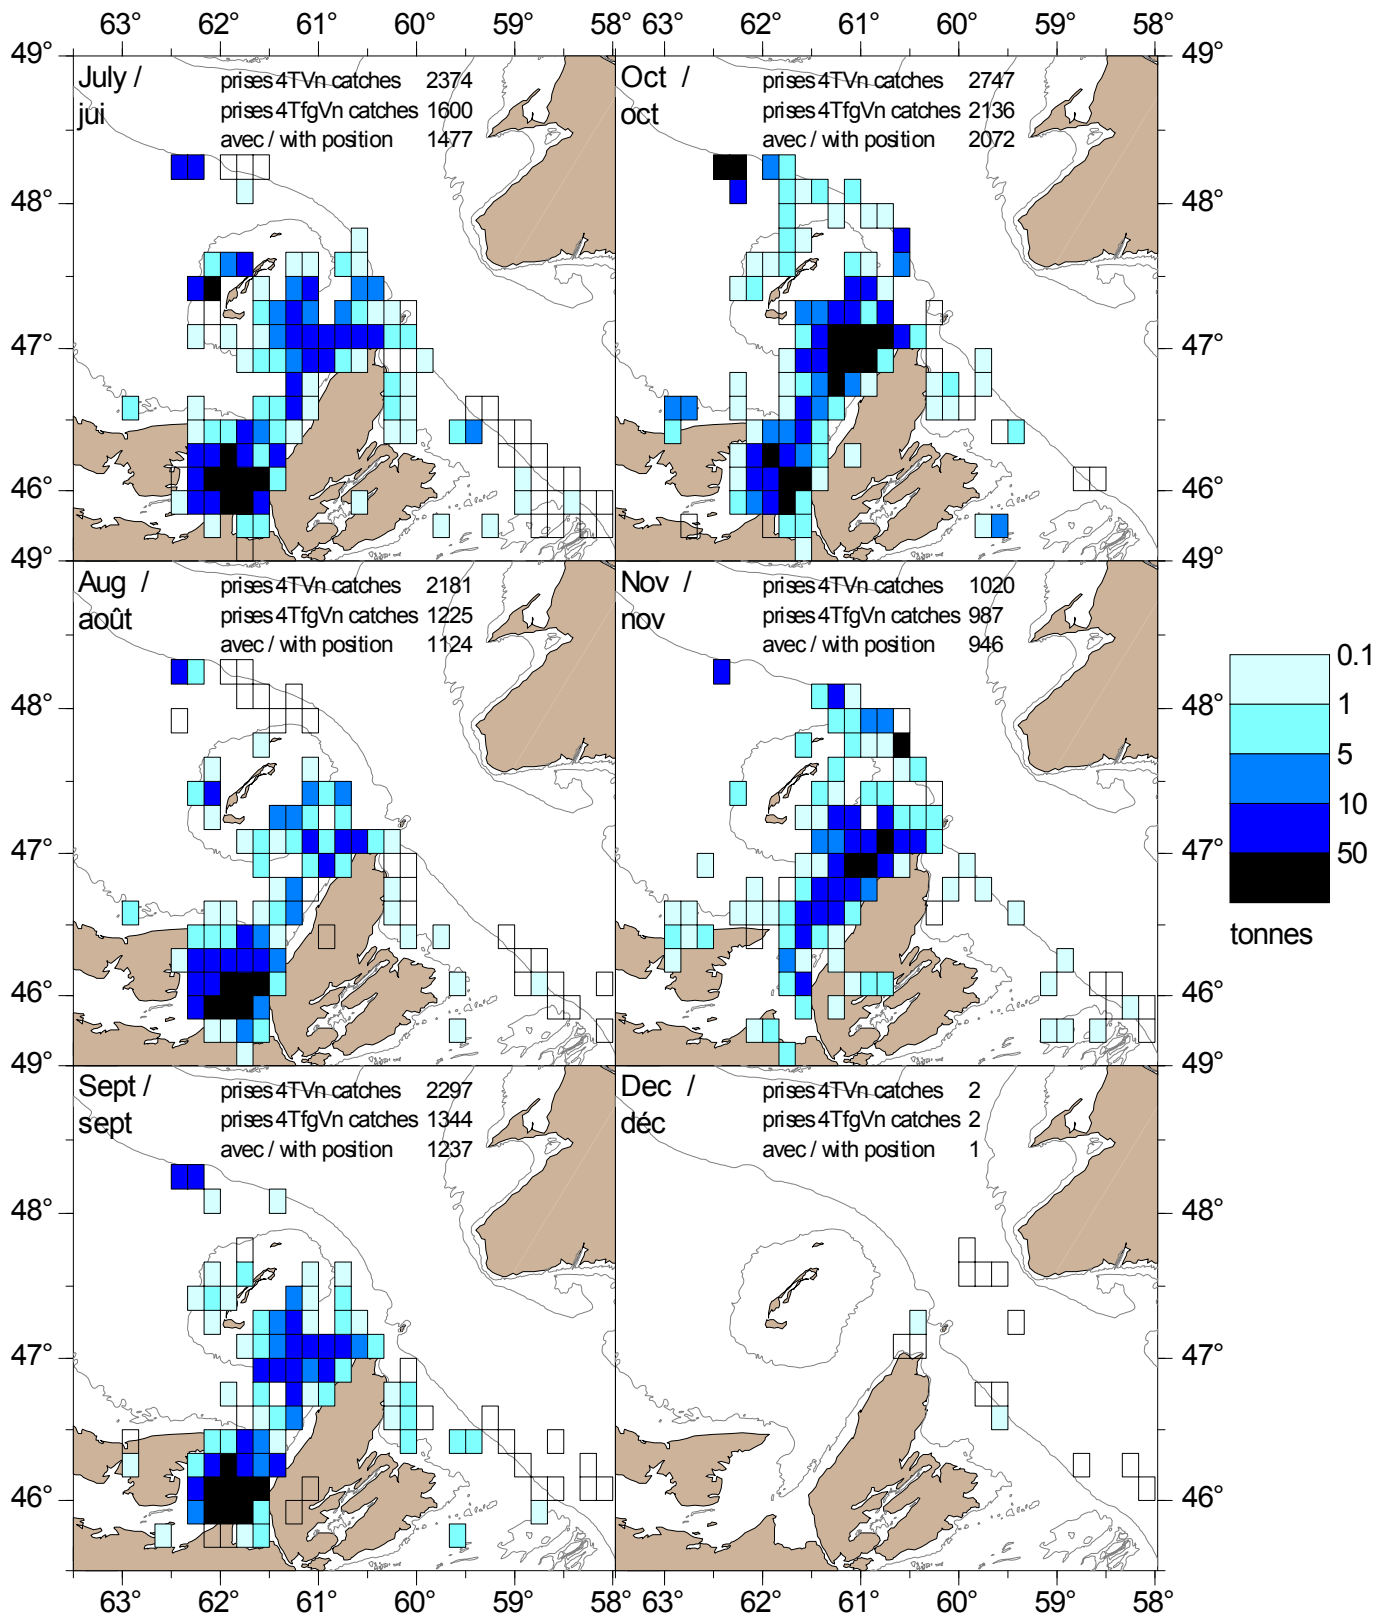 63° 62° 61° 60° 59° 58° 63° 62° 61° 60° 59° 58°
49° 49°
July / jui
prises 4TVn catches 2374
prises 4TfgVn catches 1600
avec / with position 1477
Oct / oct
prises 4TVn catches 2747
prises 4TfgVn catches 2136
avec / with position 2072
48° 48°
47° 47°
46° 46°
49° 49°
Aug / août
prises 4TVn catches 2181
prises 4TfgVn catches 1225
avec / with position 1124
Nov / nov
prises 4TVn catches 1020
prises 4TfgVn catches 987
avec / with position 946
0.1
1
5
10
50
tonnes
48° 48°
47° 47°
46° 46°
49° 49°
Sept / sept
prises 4TVn catches 2297
prises 4TfgVn catches 1344
avec / with position 1237
Dec / déc
prises 4TVn catches 2
prises 4TfgVn catches 2
avec / with position 1
48° 48°
47° 47°
46° 46°
63° 62° 61° 60° 59° 58° 63° 62° 61° 60° 59° 58°